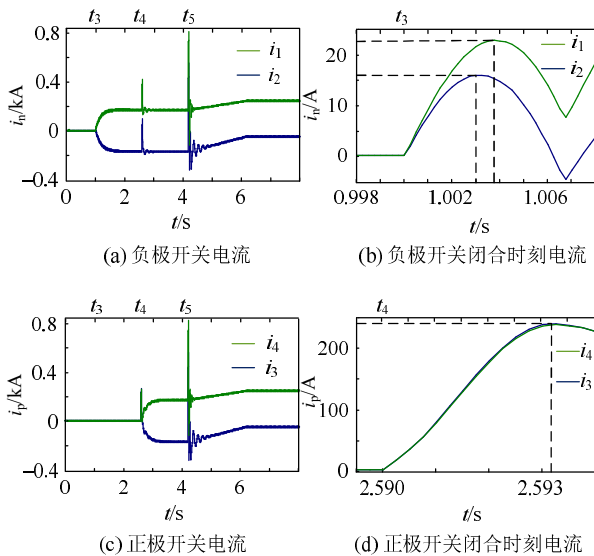 t3 t4 t5
0.8
0.4
0
−0.4
in/kA
i1
i2
0 2 4 6
t/s
(a) 负极开关电流
t3
20
10
0
in/A
i1
i2
0.998 1.002 1.006
t/s
(b) 负极开关闭合时刻电流
t3 t4 t5
0.8
0.4
0
−0.4
ip/kA
i4
i3
0 2 4 6
t/s
(c) 正极开关电流
t4
200
100
0
ip/A
i4
i3
2.590 2.593
t/s
(d) 正极开关闭合时刻电流